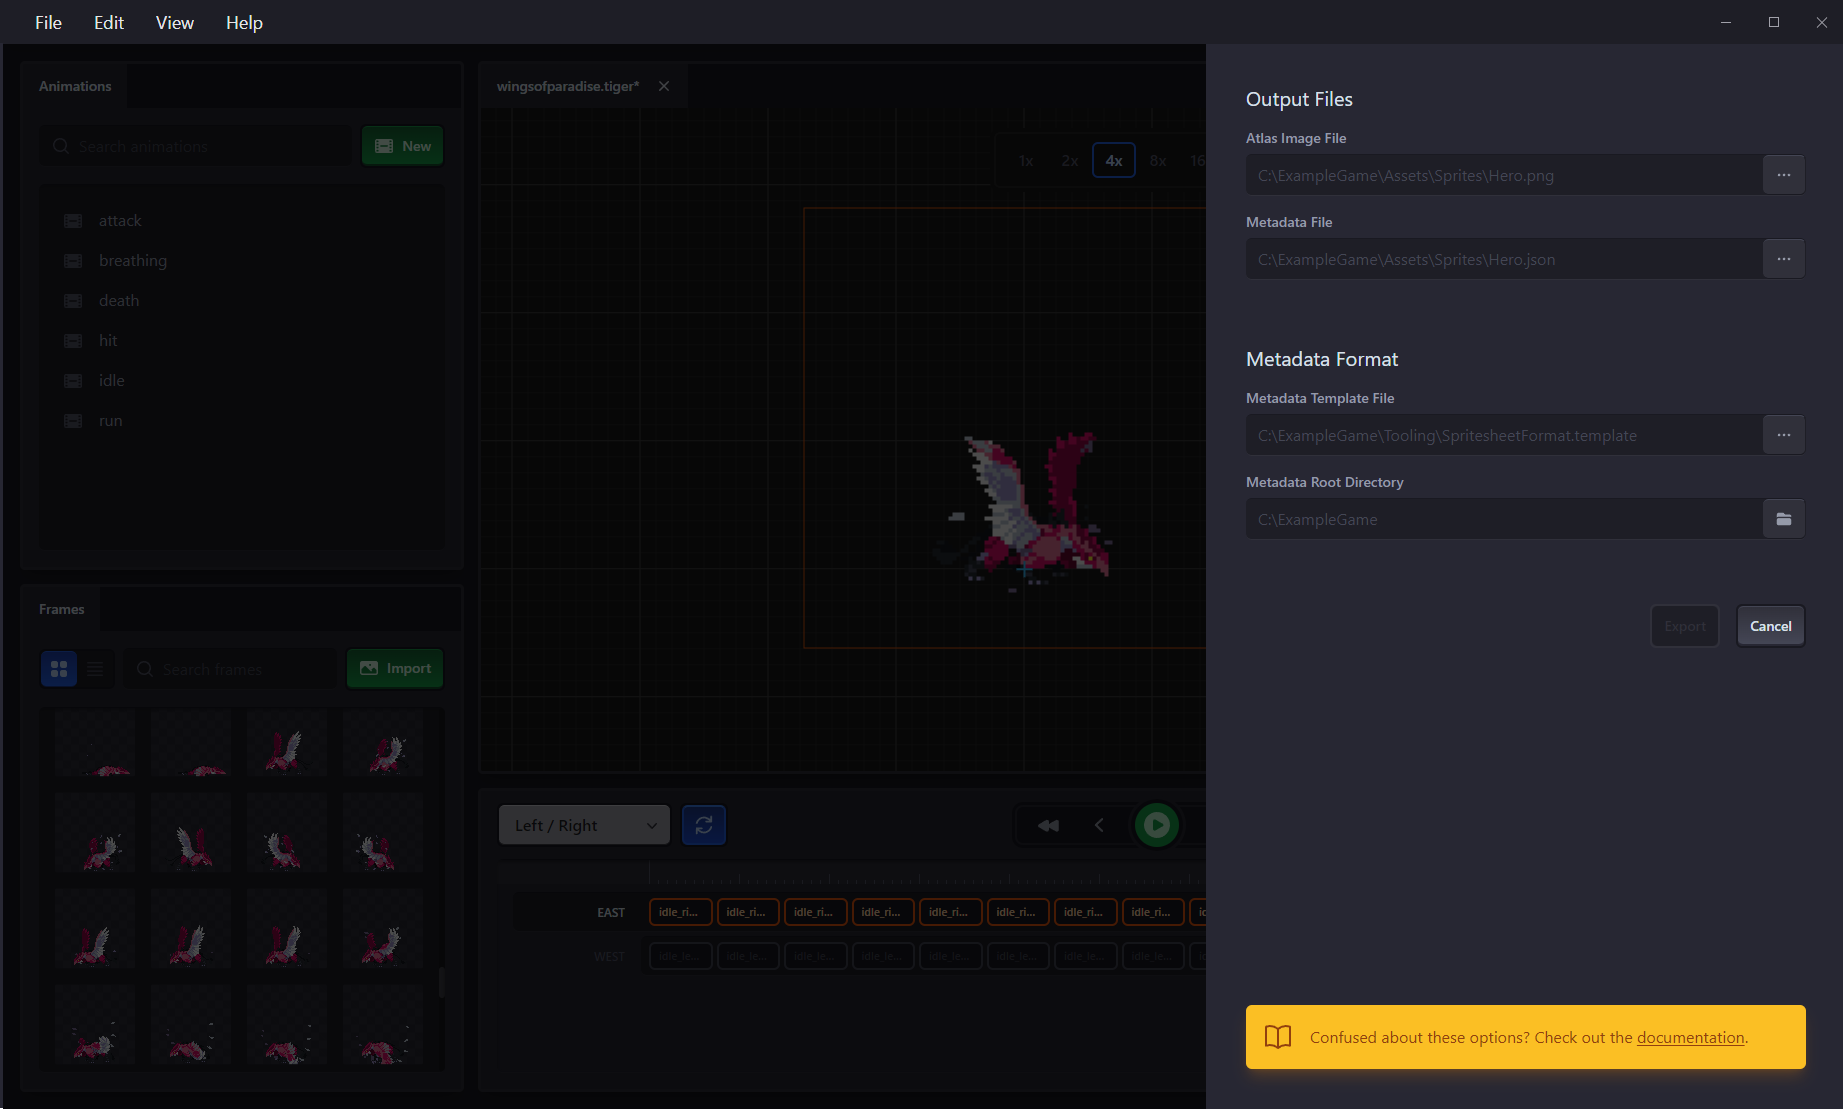 File Edit View Help
Animations
Search animations
New
attack
breathing
death
hit
idle
run
Frames
Search frames
Import
wingsofparadise.tiger*
1x 2x 4x 8x 16
Left / Right
EAST idle_ri... idle_ri... idle_ri... idle_ri... idle_ri... idle_ri... idle_ri... idle_ri... ic
WEST idle_le... idle_le... idle_le... idle_le... idle_le... idle_le... idle_le... idle_le... ic
Output Files
Atlas Image File
C:\ExampleGame\Assets\Sprites\Hero.png
...
Metadata File
C:\ExampleGame\Assets\Sprites\Hero.json
...
Metadata Format
Metadata Template File
C:\ExampleGame\Tooling\SpritesheetFormat.template
...
Metadata Root Directory
C:\ExampleGame
Export Cancel
Confused about these options? Check out the documentation.